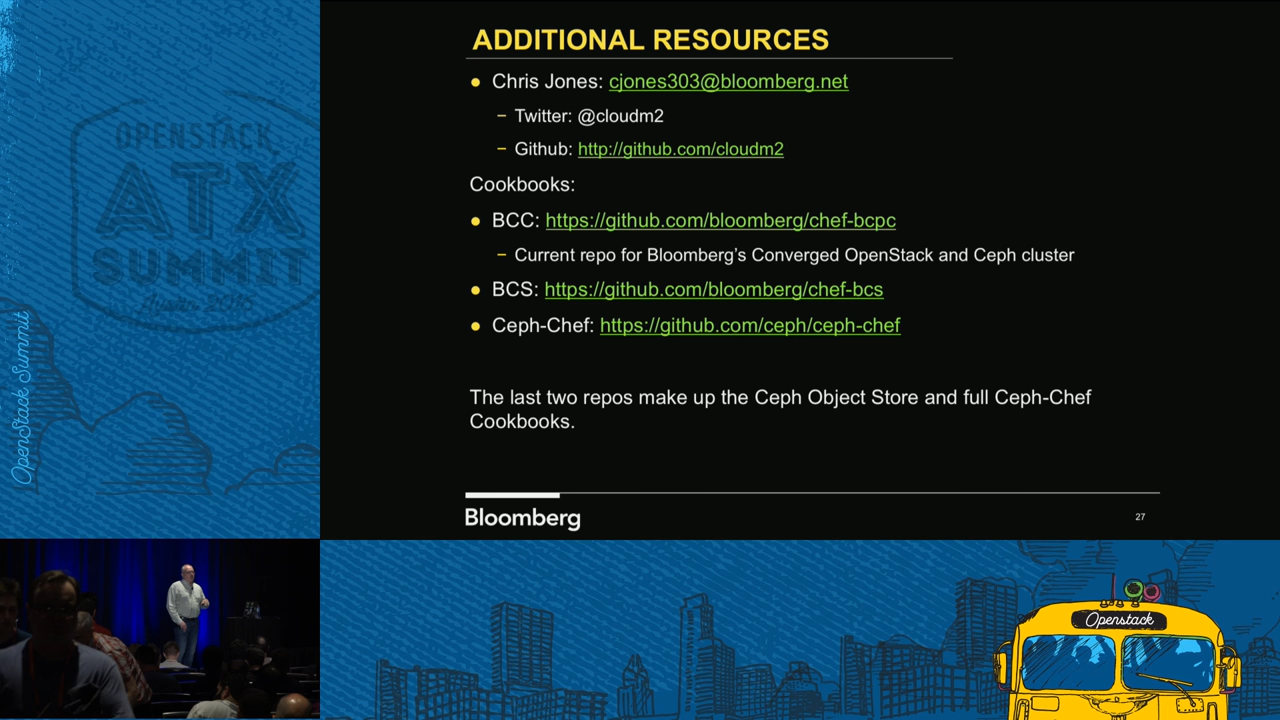 ADDITIONAL RESOURCES
Chris Jones: cjones303@bloomberg.net
Twitter: @cloudm2
Github: http://github.com/cloudm2
Cookbooks:
BCC: https://github.com/bloomberg/chef-bcpc
Current repo for Bloomberg's Converged OpenStack and Ceph cluster
BCS: https://github.com/bloomberg/chef-bcs
Ceph-Chef: https://github.com/ceph/ceph-chef
The last two repos make up the Ceph Object Store and full Ceph-Chef
Cookbooks.
Bloomberg
27
OPENSTACK
ATX
SUMMIT
OpenStack Summit
Openstack